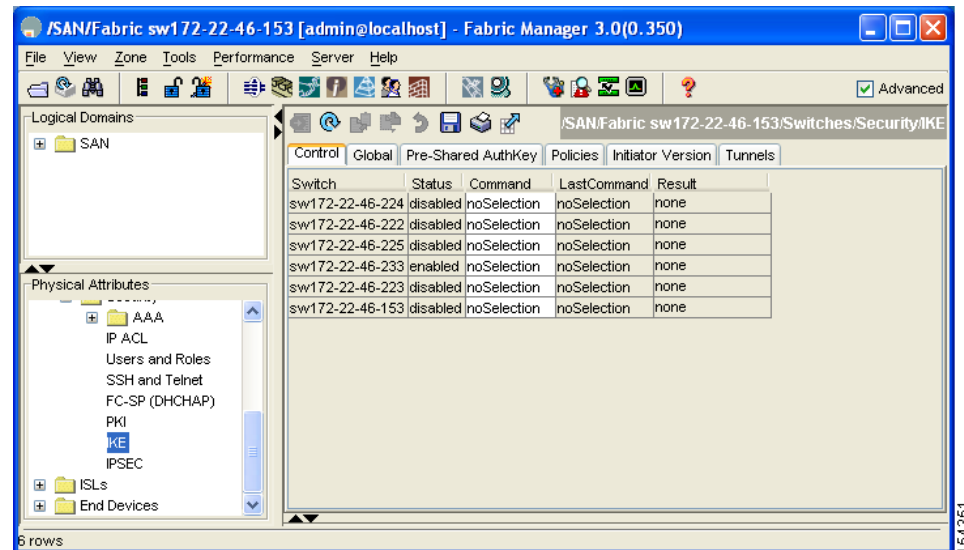 /SAN/Fabric sw172-22-46-153 [admin@localhost] - Fabric Manager 3.0(0.350)
File View Zone Tools Performance Server Help
Advanced
Logical Domains
SAN
/SAN/Fabric sw172-22-46-153/Switches/Security/IKE
Control Global Pre-Shared AuthKey Policies Initiator Version Tunnels
Switch Status Command LastCommand Result
sw172-22-46-224 disabled noSelection noSelection none
sw172-22-46-222 disabled noSelection noSelection none
sw172-22-46-225 disabled noSelection noSelection none
sw172-22-46-233 enabled noSelection noSelection none
sw172-22-46-223 disabled noSelection noSelection none
sw172-22-46-153 disabled noSelection noSelection none
Physical Attributes
AAA
IP ACL
Users and Roles
SSH and Telnet
FC-SP (DHCHAP)
PKI
IKE
IPSEC
ISLs
End Devices
6 rows